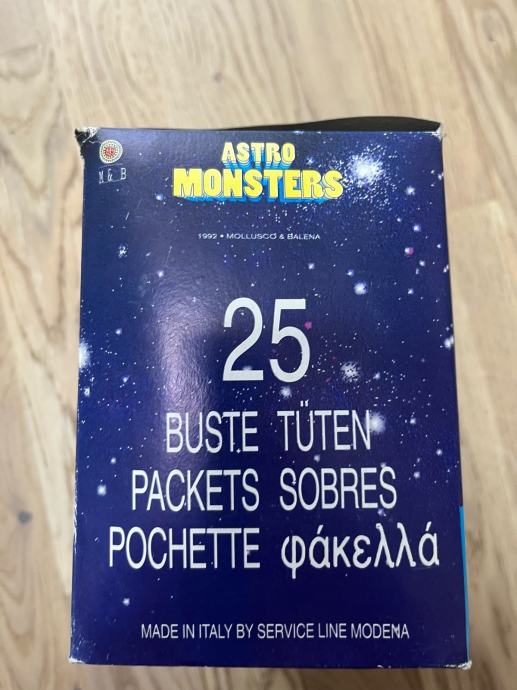 ASTRO
MONSTERS
M & B
1992 • MOLLUSCO & BALENA
25
BUSTE TÜTEN
PACKETS SOBRES
POCHETTE φάκελλά
MADE IN ITALY BY SERVICE LINE MODENA